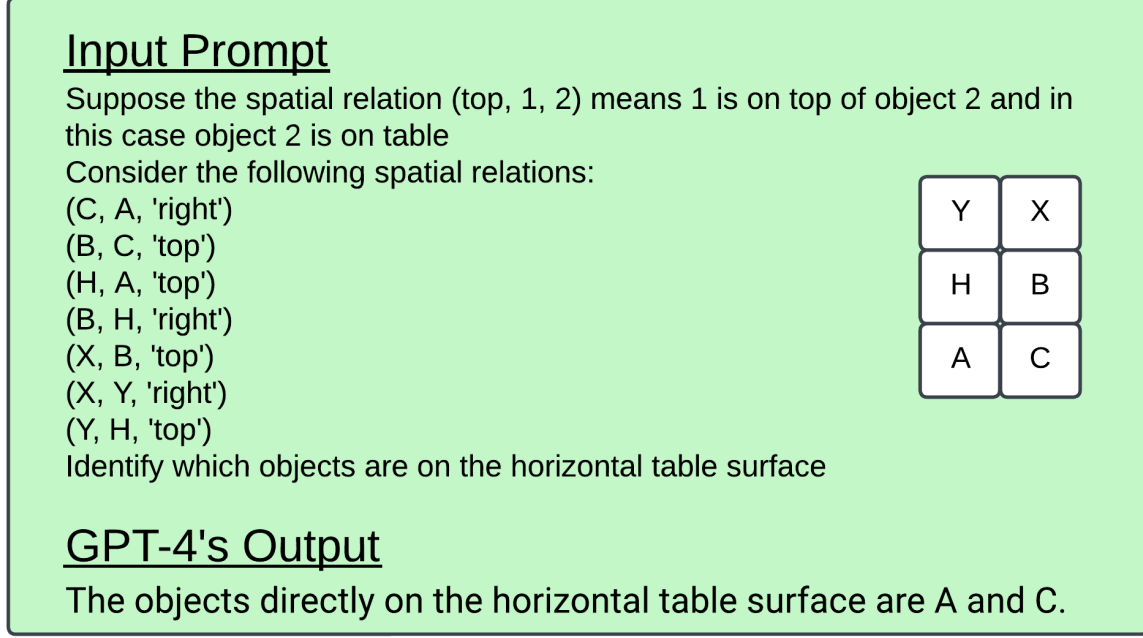 Input Prompt
Suppose the spatial relation (top, 1, 2) means 1 is on top of object 2 and in
this case object 2 is on table
Consider the following spatial relations:
(C, A, 'right')
(B, C, 'top')
(H, A, 'top')
(B, H, 'right')
(X, B, 'top')
(X, Y, 'right')
(Y, H, 'top')
Identify which objects are on the horizontal table surface
Y X
H B
A C
GPT-4's Output
The objects directly on the horizontal table surface are A and C.